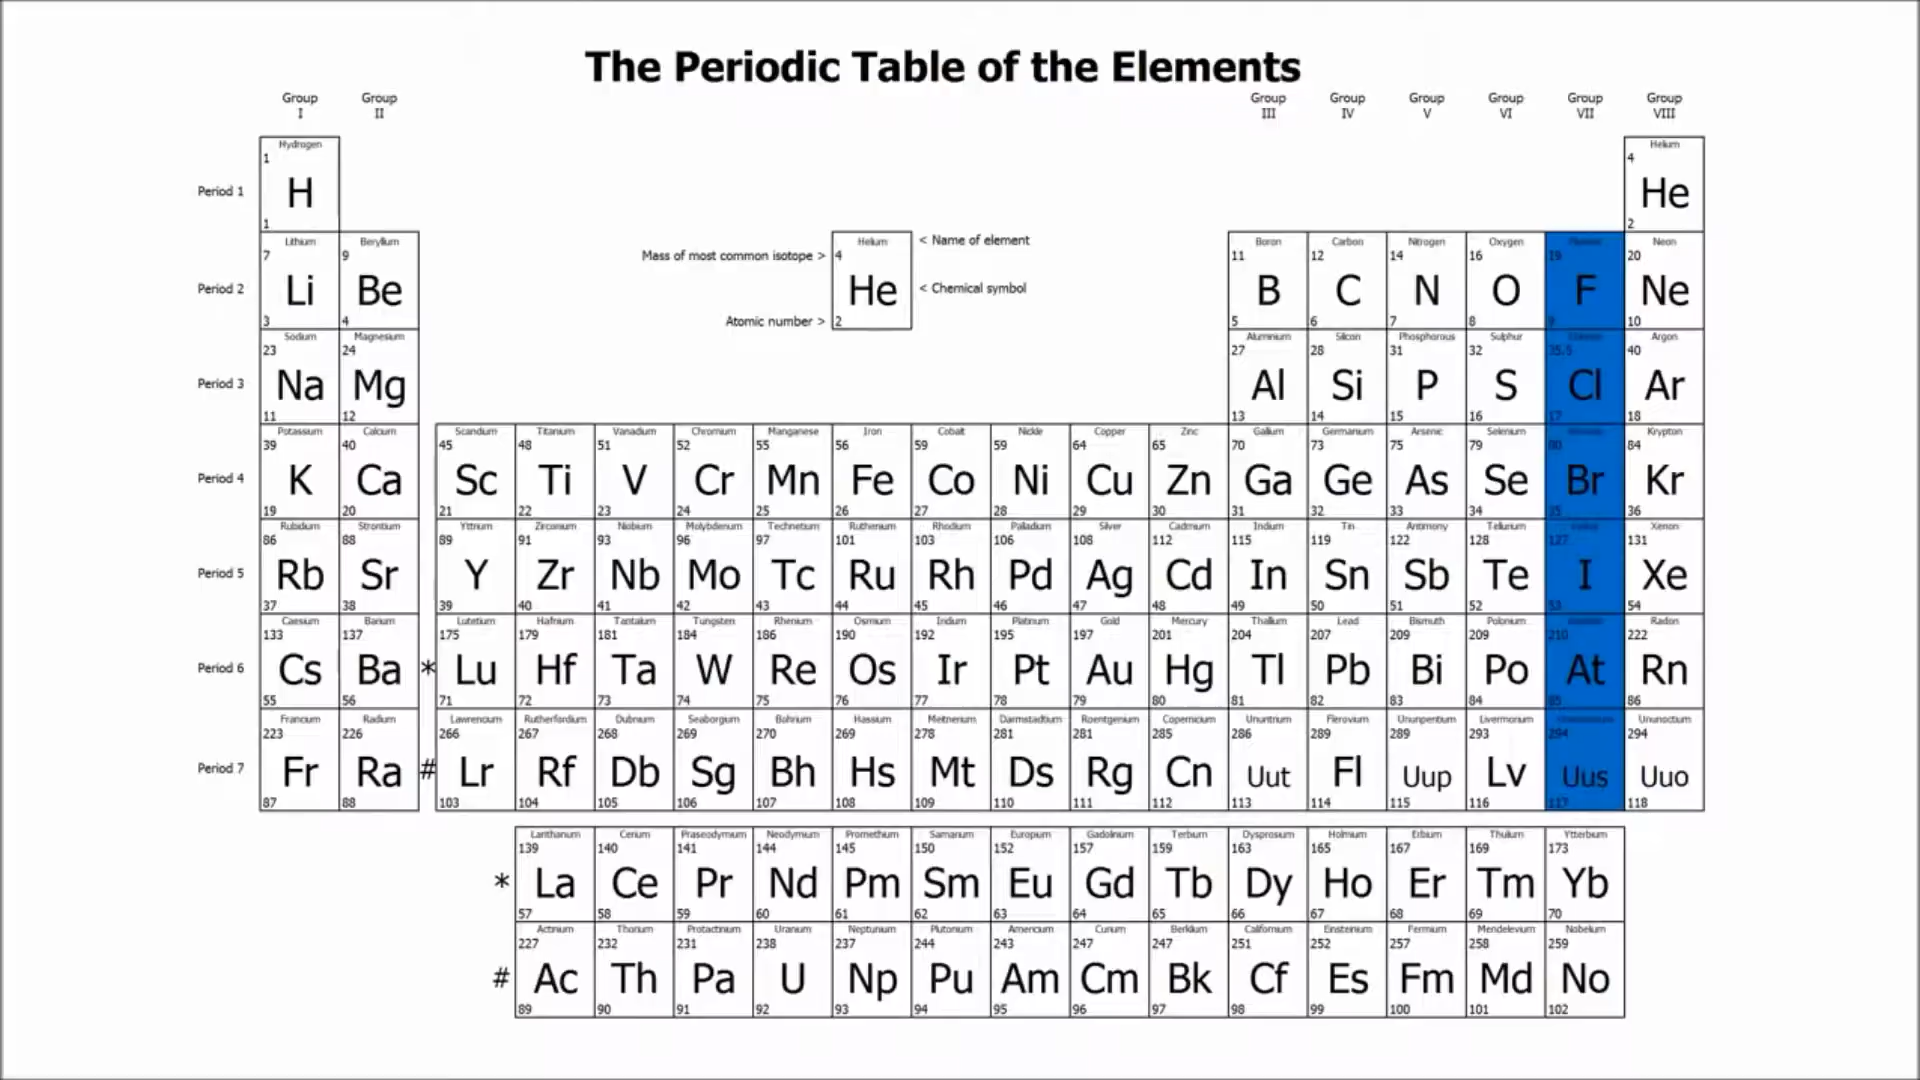 The Periodic Table of the Elements
Group Group Group Group Group Group Group Group
I II III IV V VI VII VIII
Hydrogen Helium
1 4
Period 1 H He
1 2
Lithium Beryllium Helium < Name of element Boron Carbon Nitrogen Oxygen Neon
7 9 Mass of most common isotope > 4 11 12 14 16 19 20
Period 2 Li Be He < Chemical symbol B C N O F Ne
3 4 Atomic number > 2 5 6 7 8 9 10
Sodium Magnesium Aluminium Silicon Phosphorous Sulphur Argon
23 24 27 28 31 32 35.5 40
Period 3 Na Mg Al Si P S Cl Ar
11 12 13 14 15 16 17 18
Potassium Calcium Scandium Titanium Vanadium Chromium Manganese Iron Cobalt Nickle Copper Zinc Gallium Germanium Arsenic Selenium Krypton
39 40 45 48 51 52 55 56 59 59 64 65 70 73 75 79 80 84
Period 4 K Ca Sc Ti V Cr Mn Fe Co Ni Cu Zn Ga Ge As Se Br Kr
19 20 21 22 23 24 25 26 27 28 29 30 31 32 33 34 35 36
Rubidium Strontium Yttrium Zirconium Niobium Molybdenum Technetium Ruthenium Rhodium Palladium Silver Cadmium Indium Tin Antimony Tellurium Xenon
86 88 89 91 93 96 97 101 103 106 108 112 115 119 122 128 127 131
Period 5 Rb Sr Y Zr Nb Mo Tc Ru Rh Pd Ag Cd In Sn Sb Te I Xe
37 38 39 40 41 42 43 44 45 46 47 48 49 50 51 52 53 54
Caesium Barium Lutetium Hafnium Tantalum Tungsten Rhenium Osmium Iridium Platinum Gold Mercury Thallium Lead Bismuth Polonium Radon
133 137 175 179 181 184 186 190 192 195 197 201 204 207 209 209 210 222
Period 6 Cs Ba * Lu Hf Ta W Re Os Ir Pt Au Hg Tl Pb Bi Po At Rn
55 56 71 72 73 74 75 76 77 78 79 80 81 82 83 84 85 86
Francium Radium Lawrencium Rutherfordium Dubnium Seaborgium Bohrium Hassium Meitnerium Darmstadtium Roentgenium Copernicium Ununtrium Flerovium Ununpentium Livermorium Ununoctium
223 226 266 267 268 269 270 269 278 281 281 285 286 289 289 293 294 294
Period 7 Fr Ra # Lr Rf Db Sg Bh Hs Mt Ds Rg Cn Uut Fl Uup Lv Uus Uuo
87 88 103 104 105 106 107 108 109 110 111 112 113 114 115 116 117 118
Lanthanum Cerium Praseodymium Neodymium Promethium Samarium Europium Gadolinium Terbium Dysprosium Holmium Erbium Thulium Ytterbium
139 140 141 144 145 150 152 157 159 163 165 167 169 173
* La Ce Pr Nd Pm Sm Eu Gd Tb Dy Ho Er Tm Yb
57 58 59 60 61 62 63 64 65 66 67 68 69 70
Actinium Thorium Protactinium Uranium Neptunium Plutonium Americium Curium Berklium Californium Einsteinium Fermium Mendelevium Nobelium
227 232 231 238 237 244 243 247 247 251 252 257 258 259
# Ac Th Pa U Np Pu Am Cm Bk Cf Es Fm Md No
89 90 91 92 93 94 95 96 97 98 99 100 101 102